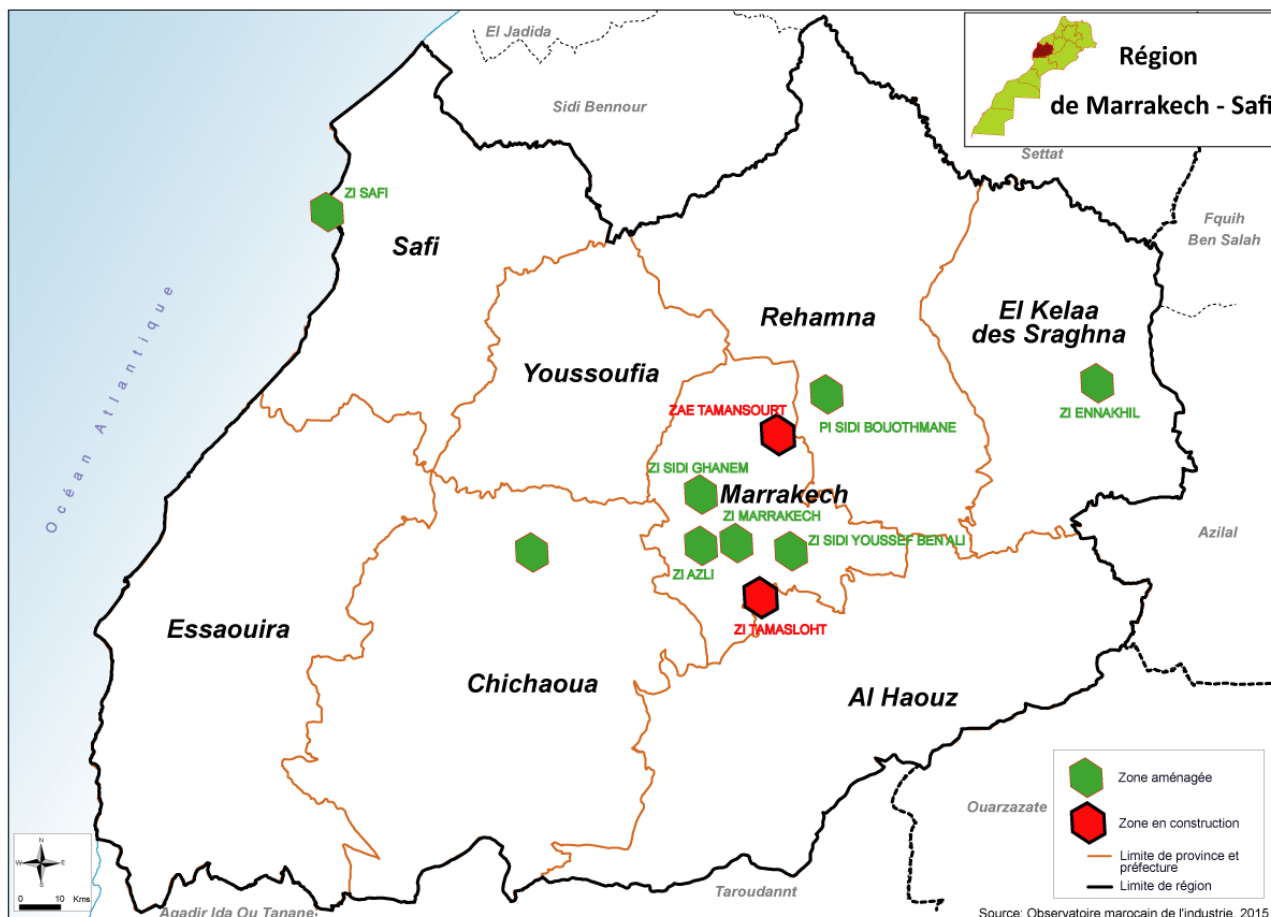 El Jadida
Région
de Marrakech - Safi
Sidi Bennour
Settat
ZI SAFI
Fquih
Ben Salah
Safi
Océan Atlantique
Rehamna
El Kelaa
des Sraghna
Youssoufia
ZAE TAMANSOURT
PI SIDI BOUOTHMANE
ZI ENNAKHIL
ZI SIDI GHANEM
Marrakech
ZI MARRAKECH
ZI SIDI YOUSSEF BEN ALI
ZI AZLI
Azilal
Essaouira
ZI TAMASLOHT
Chichaoua
Al Haouz
Zone aménagée
Ouarzazate
Zone en construction
N
W
E
S
0 10 Kms
Limite de province et
préfecture
Limite de région
Taroudannt
Agadir Ida Ou Tanane
Source: Observatoire marocain de l'industrie, 2015